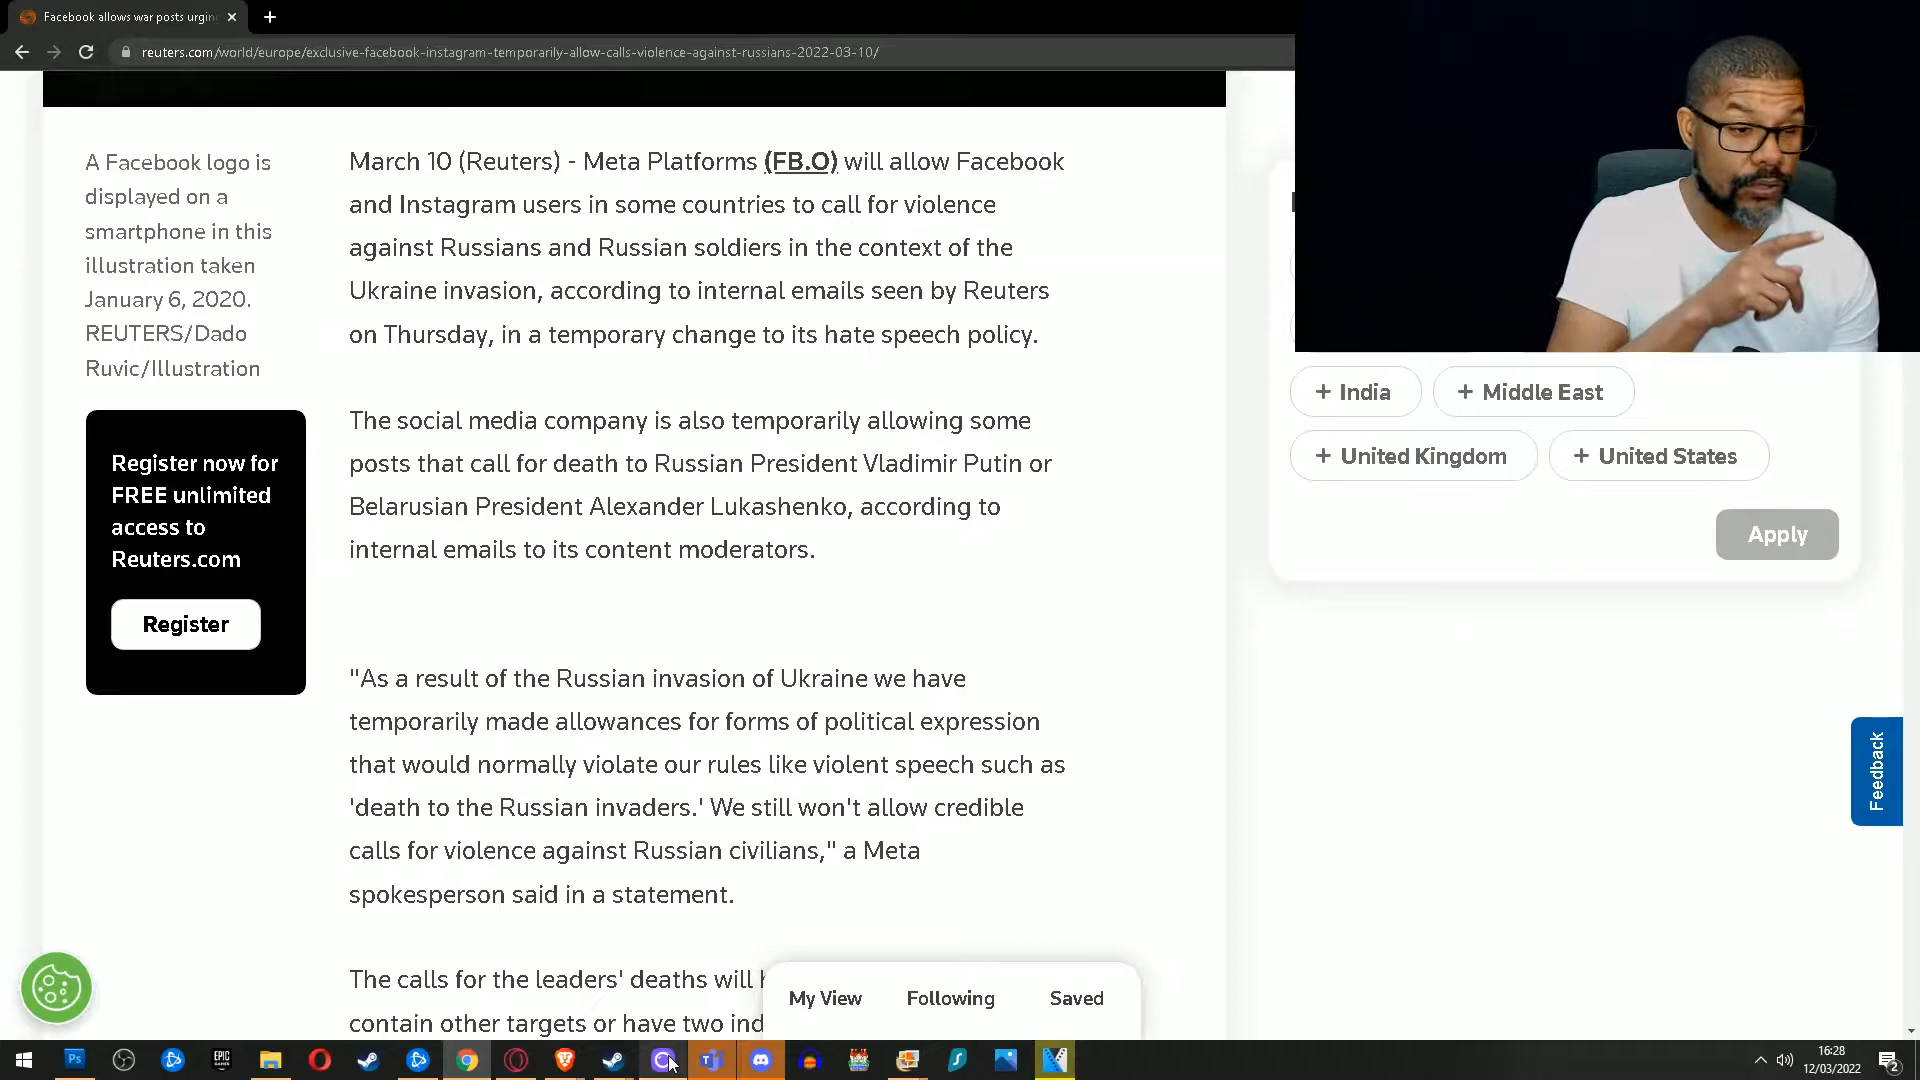 Facebook allows war posts urgin
reuters.com/world/europe/exclusive-facebook-instagram-temporarily-allow-calls-violence-against-russians-2022-03-10/
A Facebook logo is
displayed on a
smartphone in this
illustration taken
January 6, 2020.
REUTERS/Dado
Ruvic/Illustration
Register now for
FREE unlimited
access to
Reuters.com
Register
March 10 (Reuters) - Meta Platforms (FB.O) will allow Facebook
and Instagram users in some countries to call for violence
against Russians and Russian soldiers in the context of the
Ukraine invasion, according to internal emails seen by Reuters
on Thursday, in a temporary change to its hate speech policy.
The social media company is also temporarily allowing some
posts that call for death to Russian President Vladimir Putin or
Belarusian President Alexander Lukashenko, according to
internal emails to its content moderators.
"As a result of the Russian invasion of Ukraine we have
temporarily made allowances for forms of political expression
that would normally violate our rules like violent speech such as
'death to the Russian invaders.' We still won't allow credible
calls for violence against Russian civilians," a Meta
spokesperson said in a statement.
The calls for the leaders' deaths will
contain other targets or have two ind
My View Following Saved
+ India + Middle East
+ United Kingdom + United States
Apply
Feedback
Ps
EPIC
GAMES
16:28
12/03/2022
2